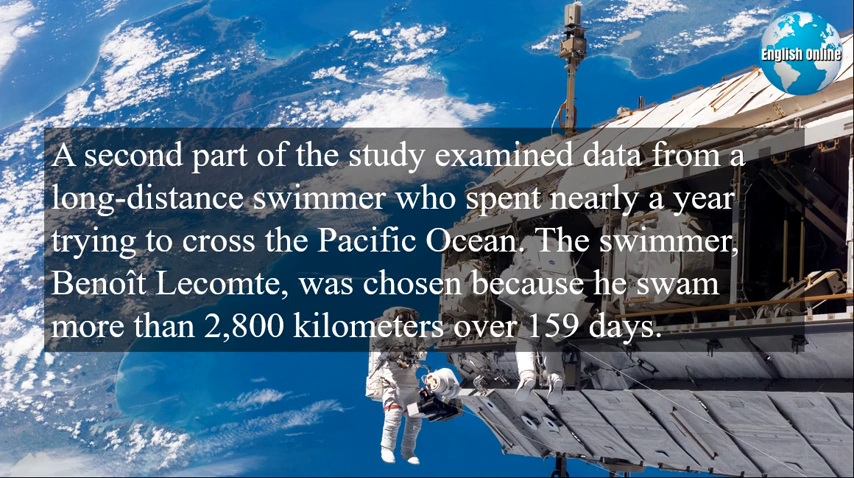 English Online
A second part of the study examined data from a
long-distance swimmer who spent nearly a year
trying to cross the Pacific Ocean. The swimmer,
Benoît Lecomte, was chosen because he swam
more than 2,800 kilometers over 159 days.